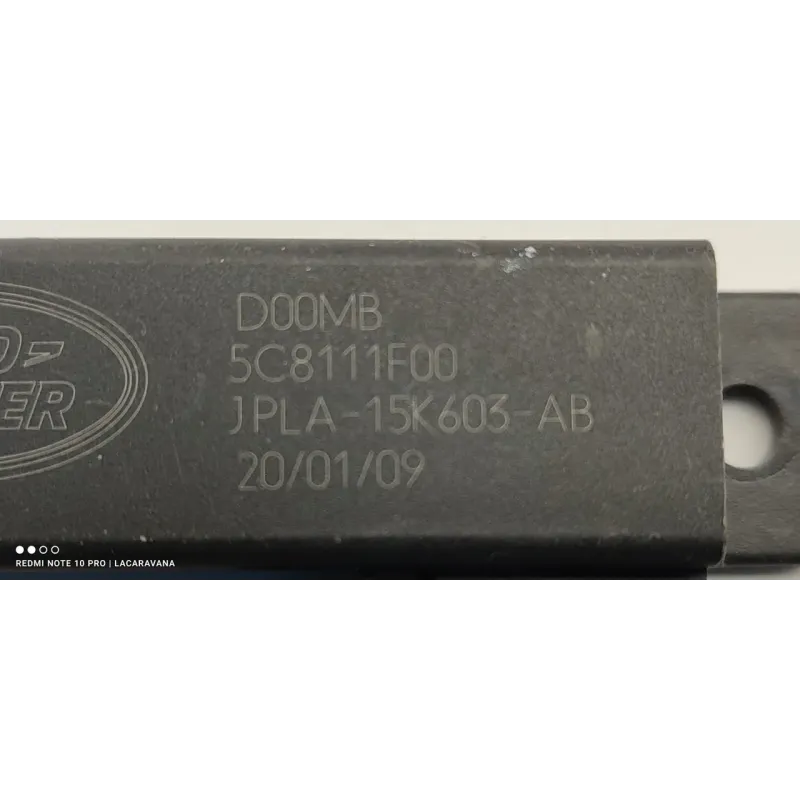 D00MB
5C8111F00
JPLA-15K603-AB
20/01/09
REDMI NOTE 10 PRO | LACARAVANA